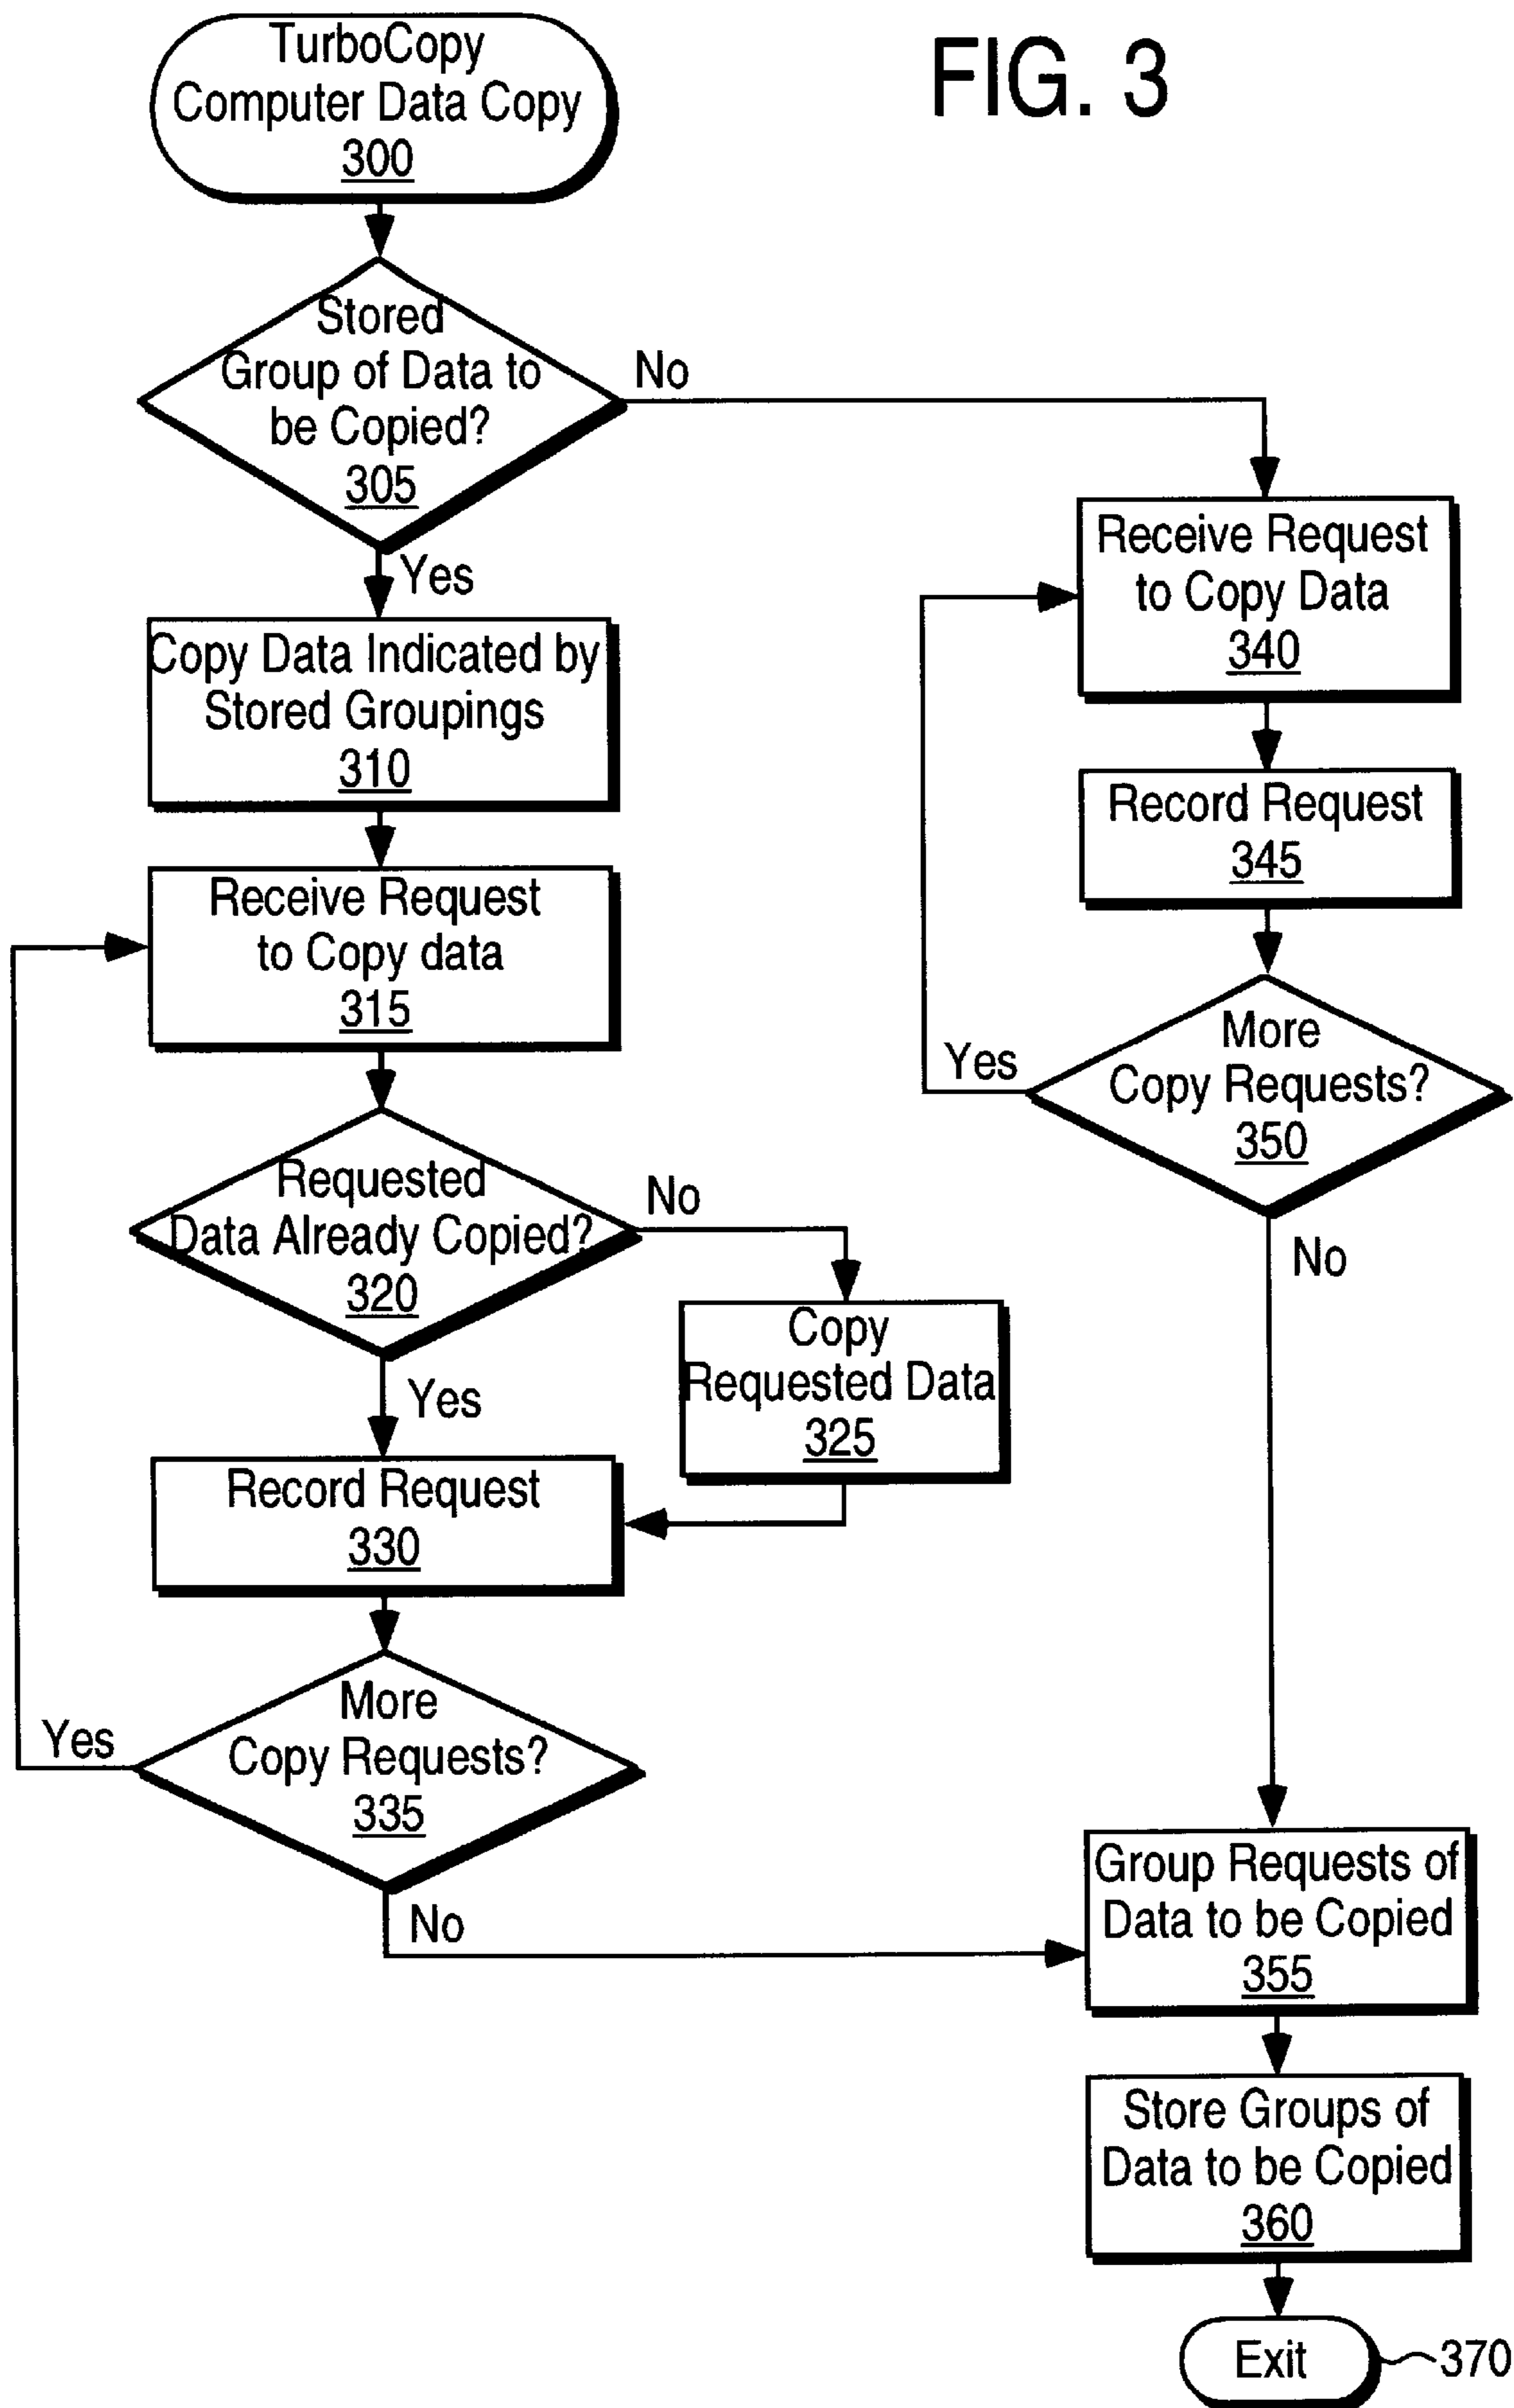 FIG. 3
TurboCopy
Computer Data Copy
300
Stored
Group of Data to
be Copied?
305
No
Yes
Copy Data Indicated by
Stored Groupings
310
Receive Request
to Copy data
315
Requested
Data Already Copied?
320
No
Copy
Requested Data
325
Yes
Record Request
330
More
Copy Requests?
335
Yes
No
Receive Request
to Copy Data
340
Record Request
345
More
Copy Requests?
350
Yes
No
Group Requests of
Data to be Copied
355
Store Groups of
Data to be Copied
360
Exit
370